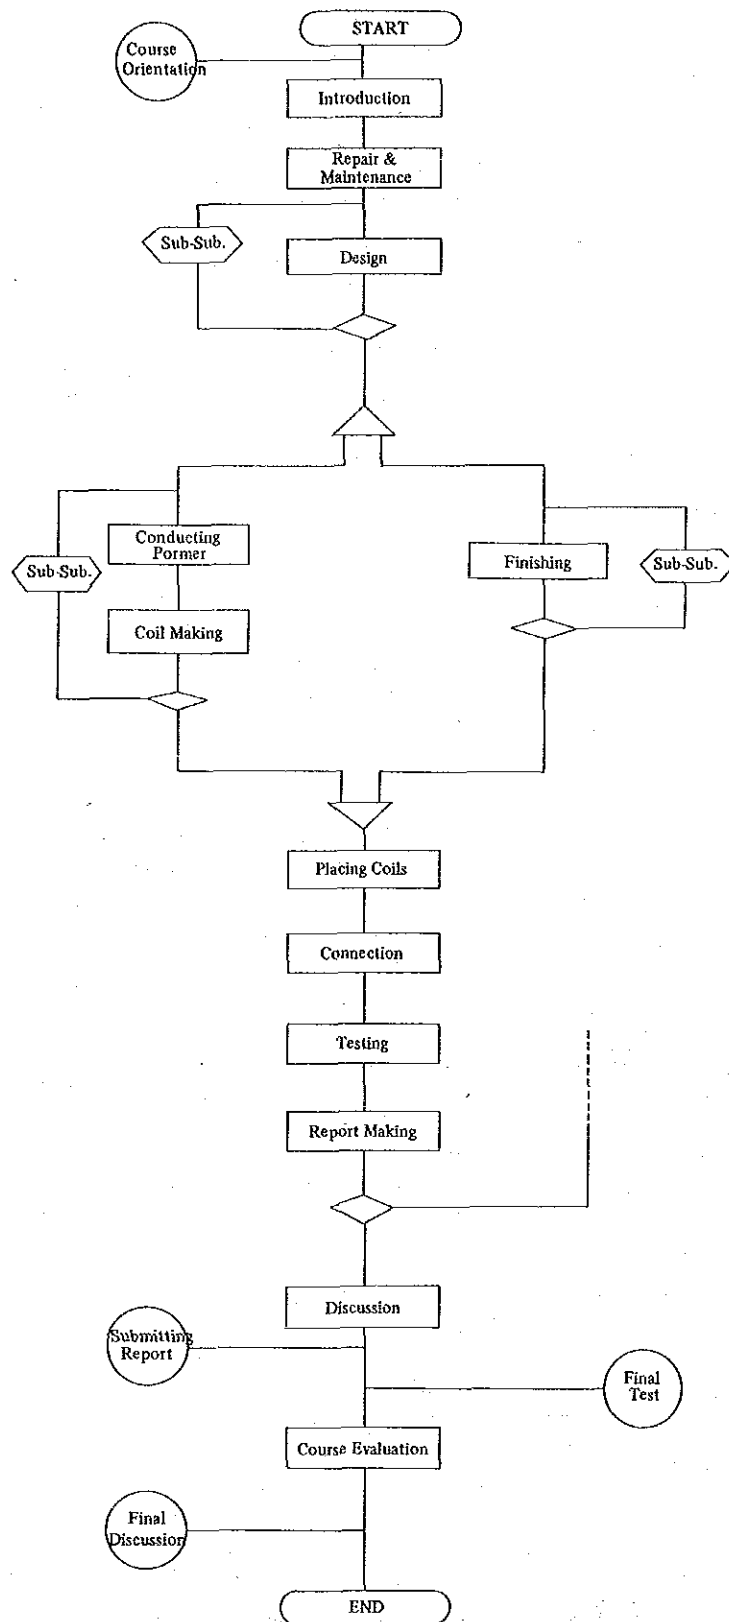 START
Course
Orientation
Introduction
Repair &
Maintenance
Sub-Sub.
Design
Conducting
Pormer
Sub-Sub.
Coil Making
Finishing
Sub-Sub.
Placing Coils
Connection
Testing
Report Making
Discussion
Submitting
Report
Final
Test
Course Evaluation
Final
Discussion
END